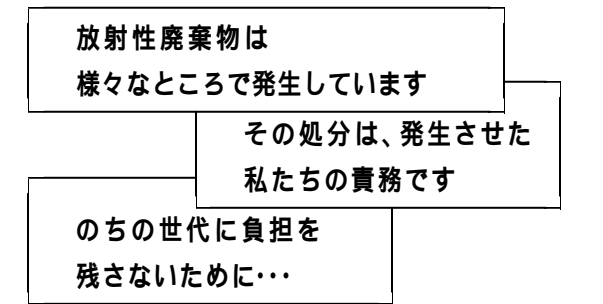 放射性廃棄物は
様々なところで発生しています
その処分は、発生させた
私たちの責務です
のちの世代に負担を
残さないために･･･